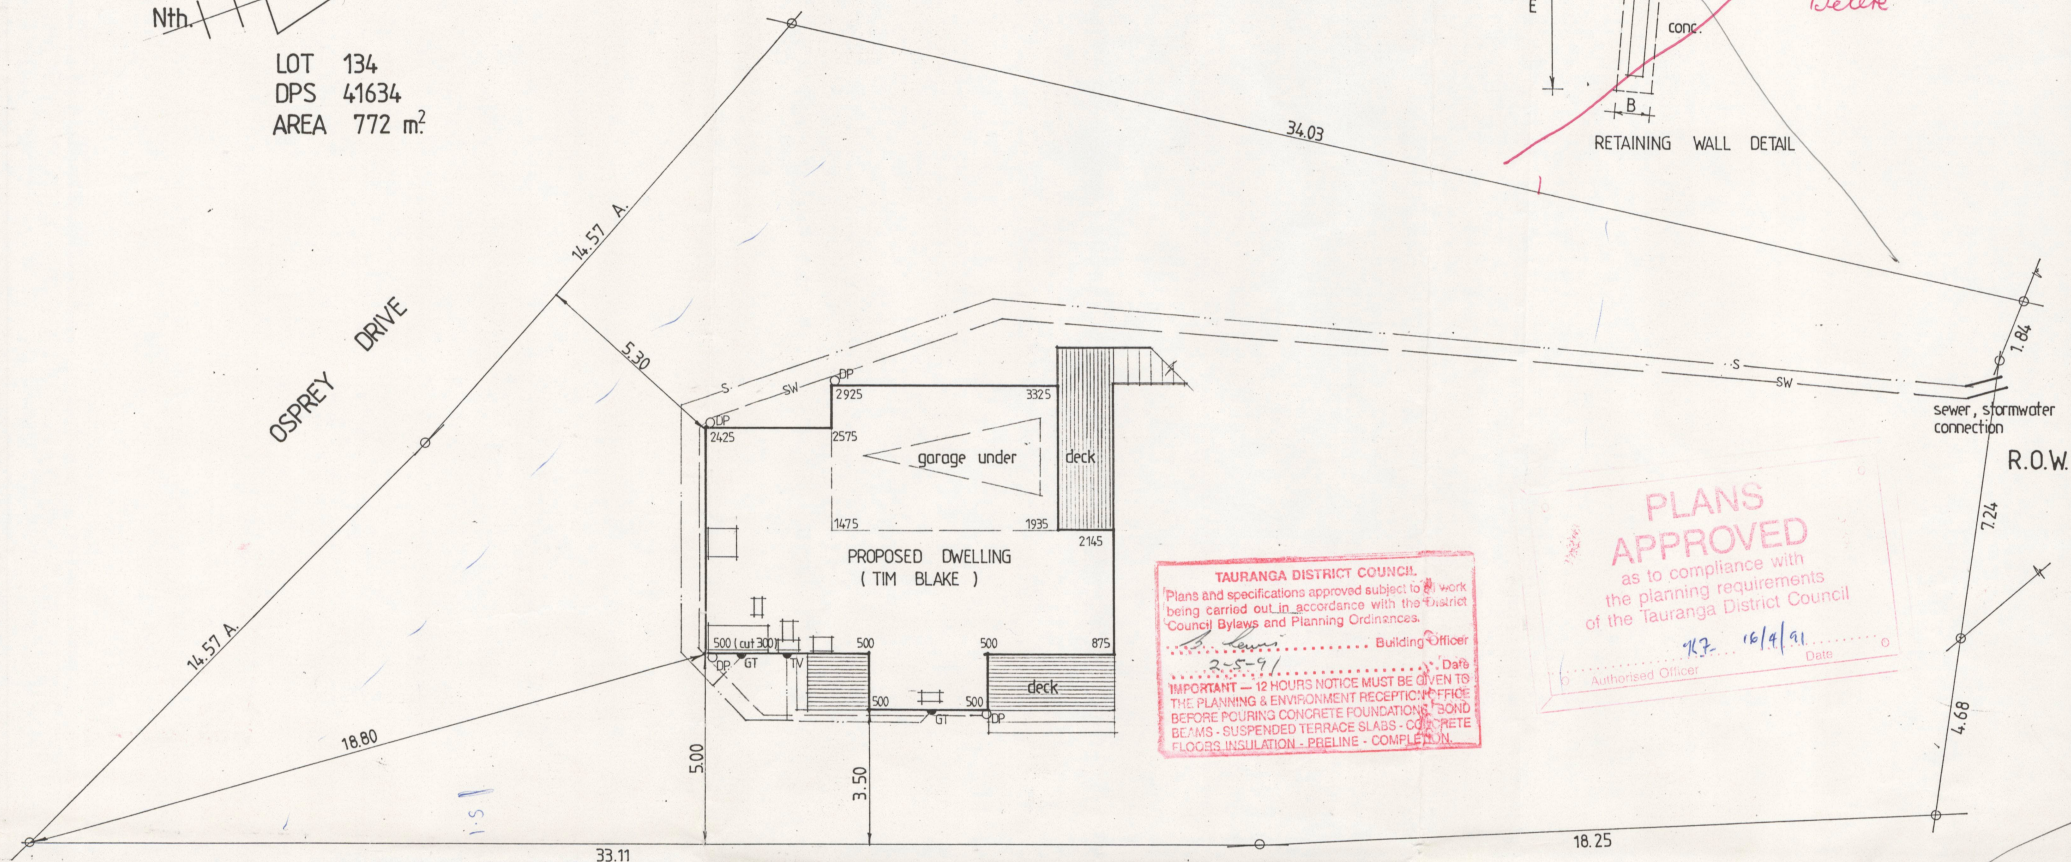 Nth.
LOT 134
DPS 41634
AREA 772 m²
E
conc.
Delete
B
RETAINING WALL DETAIL
34.03
14.57 A.
OSPREY DRIVE
5.30
1.84
S
SW
DP
S
SW
DP
2925
3325
2425
2575
garage under
deck
sewer, stormwater
connection
R.O.W.
1475
1935
2145
7.24
PROPOSED DWELLING
( TIM BLAKE )
PLANS
APPROVED
as to compliance with
the planning requirements
of the Tauranga District Council
16/4/91
Authorised Officer
Date
TAURANGA DISTRICT COUNCIL
Plans and specifications approved subject to all work
being carried out in accordance with the District
Council Bylaws and Planning Ordinances.
B. Lewis Building Officer
2-5-91 Date
IMPORTANT — 12 HOURS NOTICE MUST BE GIVEN TO
THE PLANNING & ENVIRONMENT RECEPTION OFFICE
BEFORE POURING CONCRETE FOUNDATIONS, BOND
BEAMS - SUSPENDED TERRACE SLABS - CONCRETE
FLOORS INSULATION - PRELINE - COMPLETION.
14.57 A.
500 (cut 300)
500
500
875
DP
GT
TV
deck
500
500
GT
DP
18.80
5.00
3.50
4.68
1.51
33.11
18.25